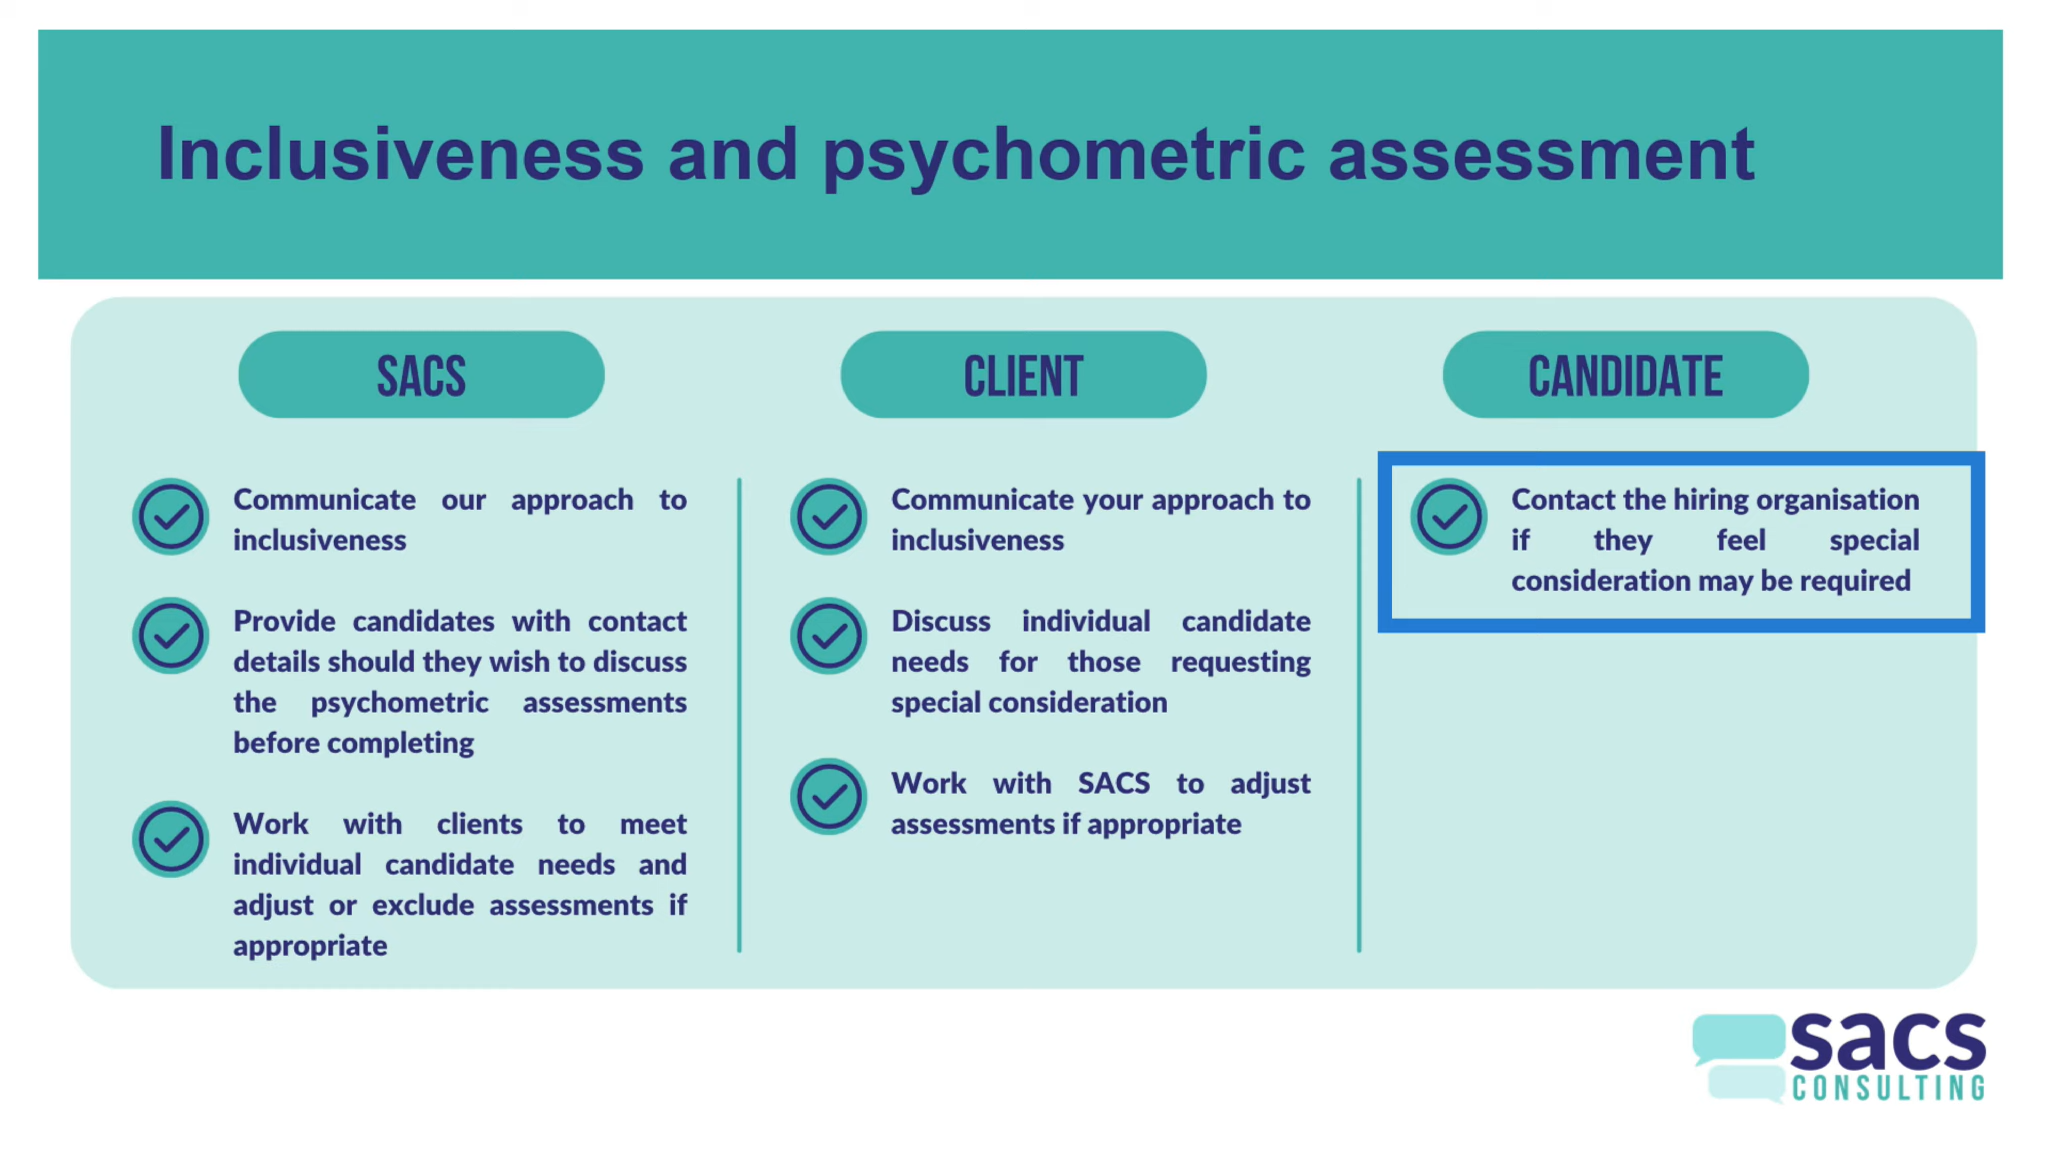 Inclusiveness and psychometric assessment
SACS
Communicate our approach to
inclusiveness
Provide candidates with contact
details should they wish to discuss
the psychometric assessments
before completing
Work with clients to meet
individual candidate needs and
adjust or exclude assessments if
appropriate
CLIENT
Communicate your approach to
inclusiveness
Discuss individual candidate
needs for those requesting
special consideration
Work with SACS to adjust
assessments if appropriate
CANDIDATE
Contact the hiring organisation
if they feel special
consideration may be required
sacs
CONSULTING